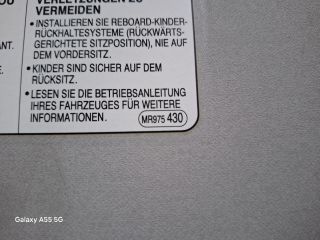 VERLETZUNGEN ZU
VERMEIDEN
• INSTALLIEREN SIE REBOARD-KINDER-
RÜCKHALTESYSTEME (RÜCKWÄRTS-
GERICHTETE SITZPOSITION), NIE AUF
DEM VORDERSITZ.
• KINDER SIND SICHER AUF DEM
RÜCKSITZ.
• LESEN SIE DIE BETRIEBSANLEITUNG
IHRES FAHRZEUGES FÜR WEITERE
INFORMATIONEN.
MR975 430
Galaxy A55 5G